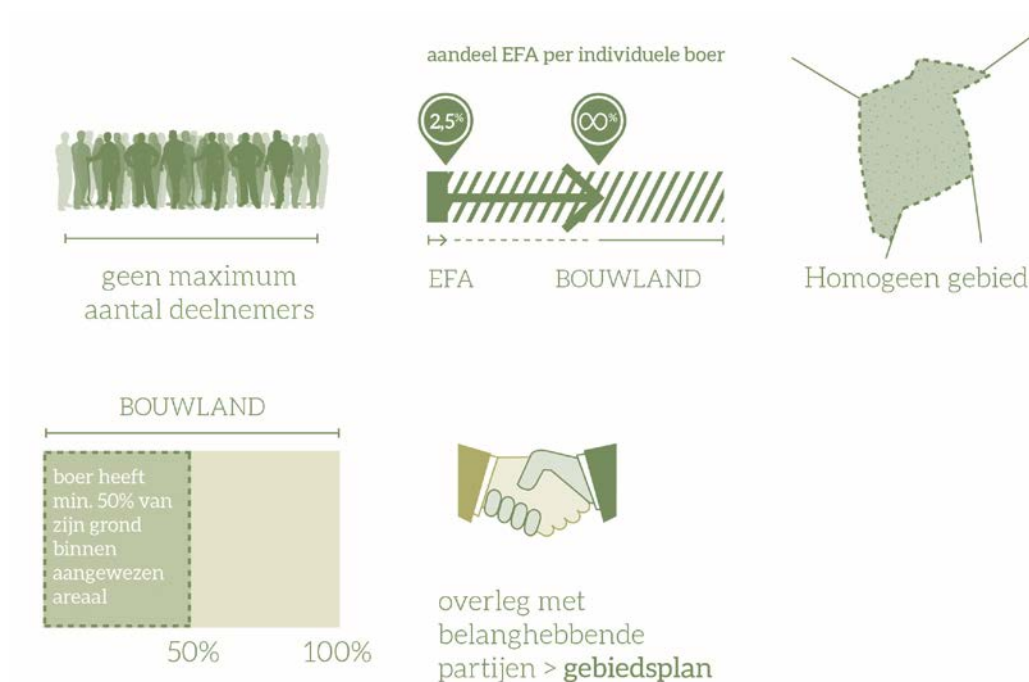 aandeel EFA per individuele boer
2,5%
∞%
geen maximum
aantal deelnemers
EFA
BOUWLAND
Homogeen gebied
BOUWLAND
boer heeft
min. 50% van
zijn grond
binnen
aangewezen
areaal
50%
100%
overleg met
belanghebbende
partijen > gebiedsplan